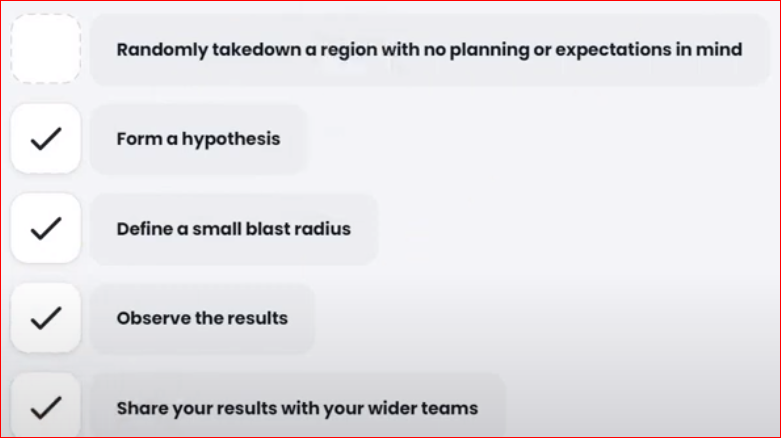 Randomly takedown a region with no planning or expectations in mind
Form a hypothesis
Define a small blast radius
Observe the results
Share your results with your wider teams